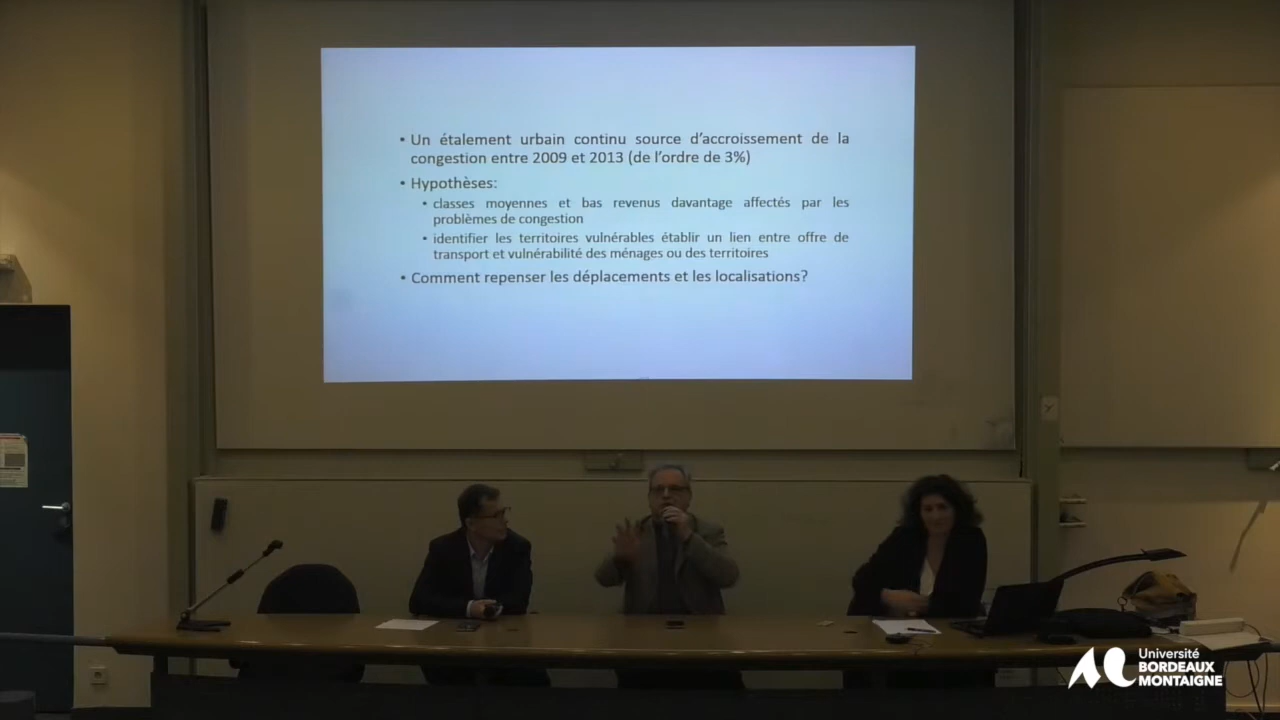 • Un étalement urbain continu source d'accroissement de la
congestion entre 2009 et 2013 (de l'ordre de 3%)
• Hypothèses:
• classes moyennes et bas revenus davantage affectés par les
problèmes de congestion
• identifier les territoires vulnérables établir un lien entre offre de
transport et vulnérabilité des ménages ou des territoires
• Comment repenser les déplacements et les localisations?
Université
BORDEAUX
MONTAIGNE